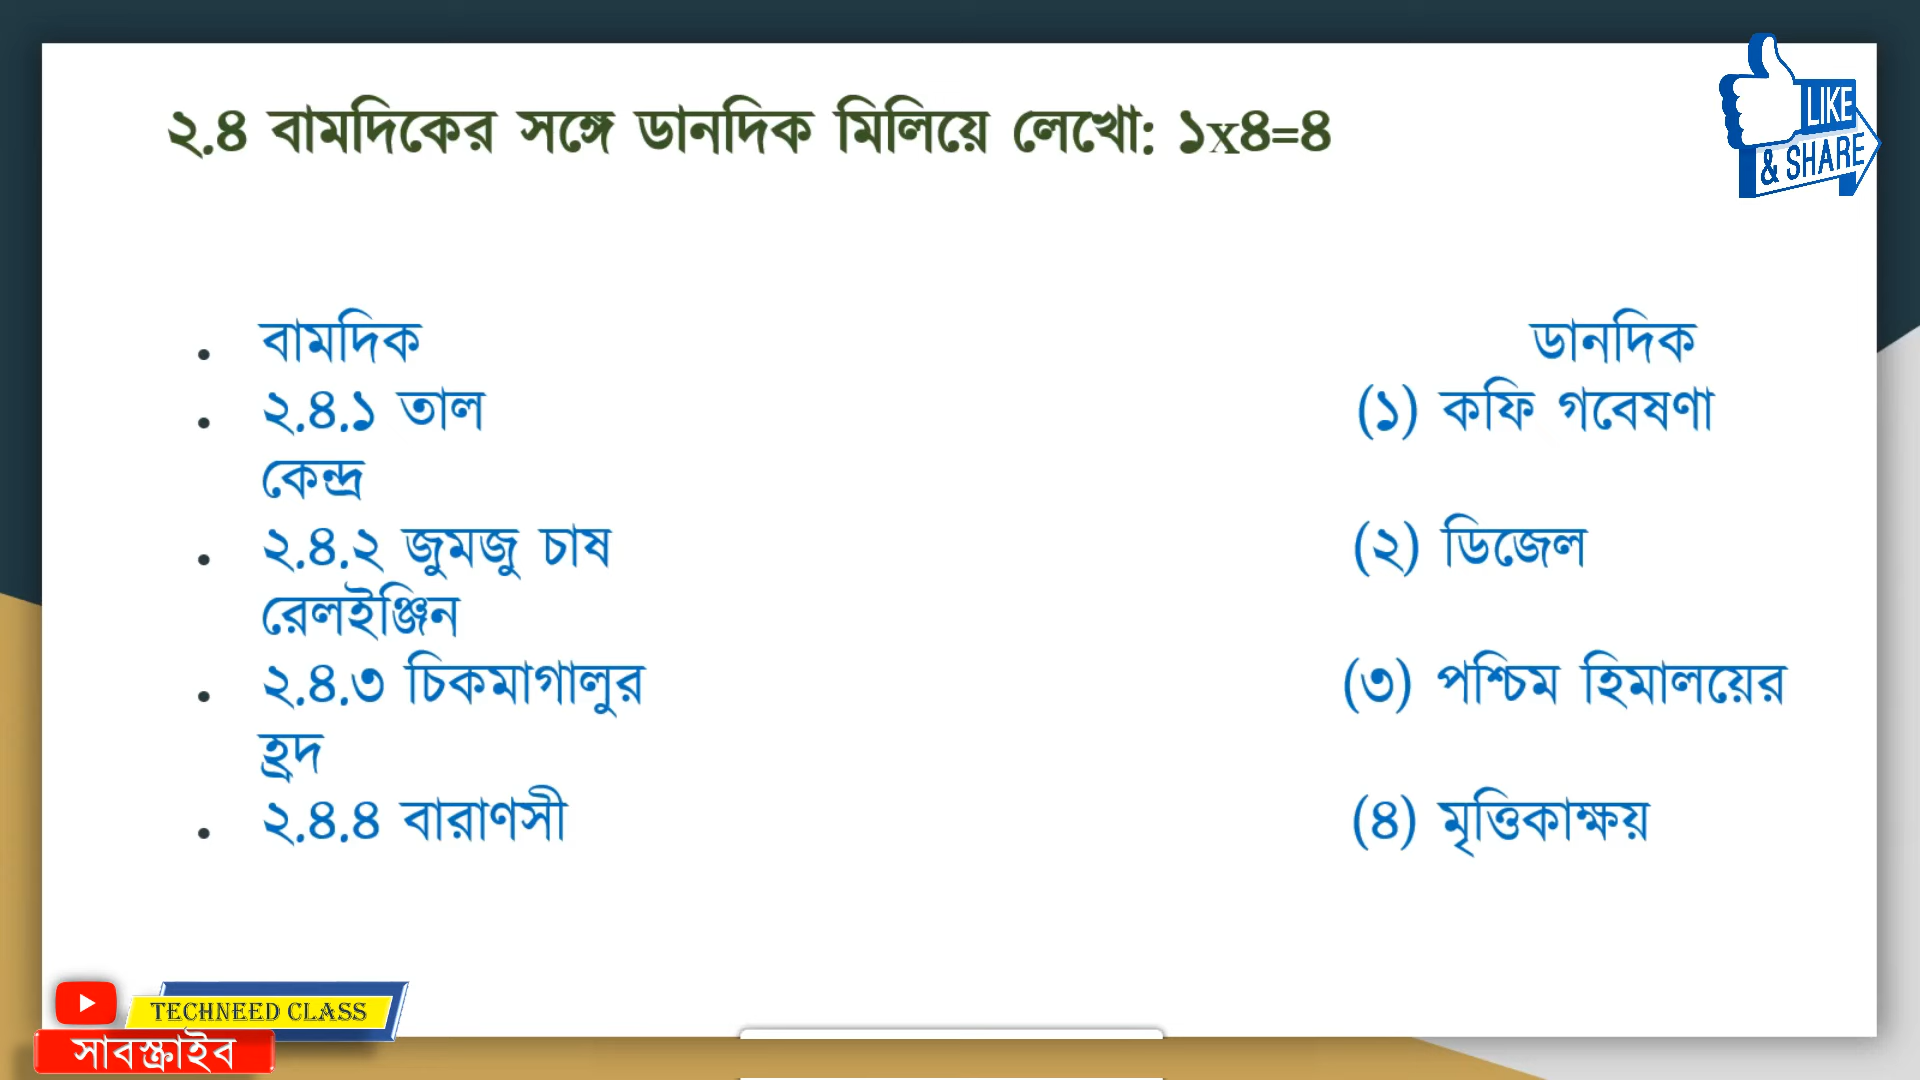 ২.৪ বামদিকের সঙ্গে ডানদিক মিলিয়ে লেখো: ১x৪=৪
LIKE
& SHARE
বামদিক ডানদিক
২.৪.১ তাল (১) কফি গবেষণা
কেন্দ্র
২.৪.২ জুমজু চাষ (২) ডিজেল
রেলইঞ্জিন
২.৪.৩ চিকমাগালুর (৩) পশ্চিম হিমালয়ের
হ্রদ
২.৪.৪ বারাণসী (৪) মৃত্তিকাক্ষয়
TECHNEED CLASS
সাবস্ক্রাইব